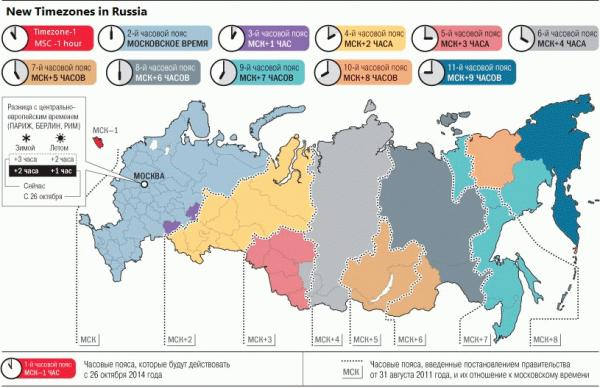 New Timezones in Russia
Timezone-1
MSC -1 hour
2-й часовой пояс
МОСКОВСКОЕ ВРЕМЯ
3-й часовой пояс
МСК+1 ЧАС
4-й часовой пояс
МСК+2 ЧАСА
5-й часовой пояс
МСК+3 ЧАСА
6-й часовой пояс
МСК+4 ЧАСА
7-й часовой пояс
МСК+5 ЧАСОВ
8-й часовой пояс
МСК+6 ЧАСОВ
9-й часовой пояс
МСК+7 ЧАСОВ
10-й часовой пояс
МСК+8 ЧАСОВ
11-й часовой пояс
МСК+9 ЧАСОВ
Разница с центрально-
европейским временем
(ПАРИЖ, БЕРЛИН, РИМ)
Зимой Летом
+3 часа +2 часа
+2 часа +1 час
Сейчас
С 26 октября
МСК–1
МОСКВА
МСК
МСК+2
МСК+3
МСК+4
МСК+5
МСК+6
МСК+7
МСК+8
1-й часовой пояс
МСК–1 ЧАС
Часовые пояса, которые будут действовать
с 26 октября 2014 года
МСК
Часовые пояса, введенные постановлением правительства
от 31 августа 2011 года, и их отношение к московскому времени